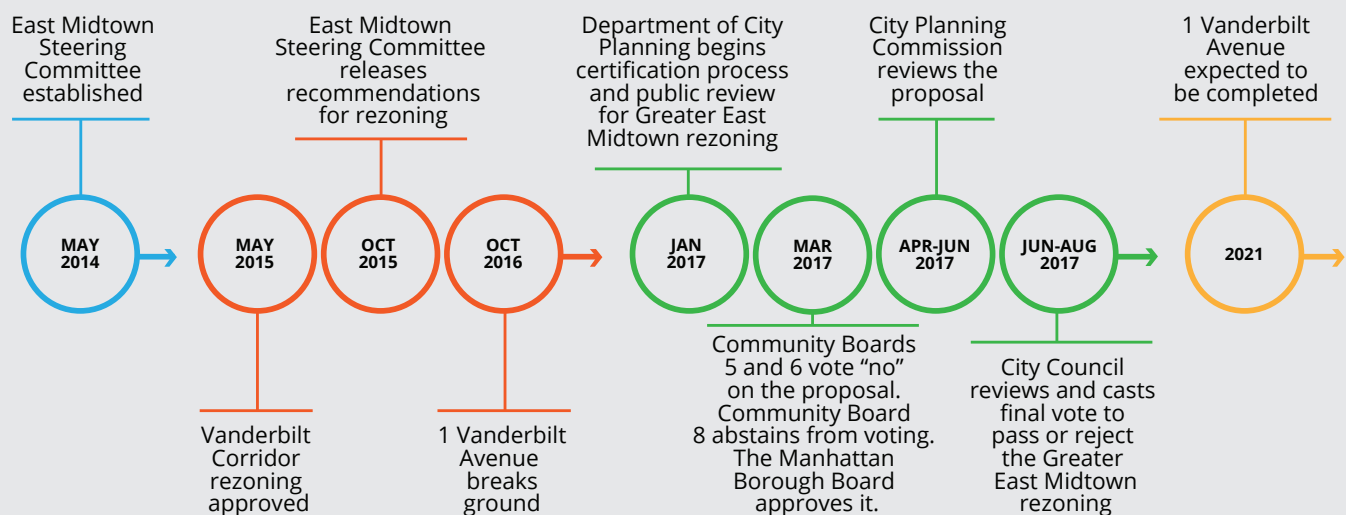 East Midtown
Steering
Committee
established
East Midtown
Steering Committee
releases
recommendations
for rezoning
Department of City
Planning begins
certification process
and public review
for Greater East
Midtown rezoning
City Planning
Commission
reviews the
proposal
1 Vanderbilt
Avenue
expected to
be completed
MAY
2014
MAY
2015
OCT
2015
OCT
2016
JAN
2017
MAR
2017
APR-JUN
2017
JUN-AUG
2017
2021
Vanderbilt
Corridor
rezoning
approved
1 Vanderbilt
Avenue
breaks
ground
Community Boards
5 and 6 vote “no”
on the proposal.
Community Board
8 abstains from voting.
The Manhattan
Borough Board
approves it.
City Council
reviews and casts
final vote to
pass or reject
the Greater
East Midtown
rezoning